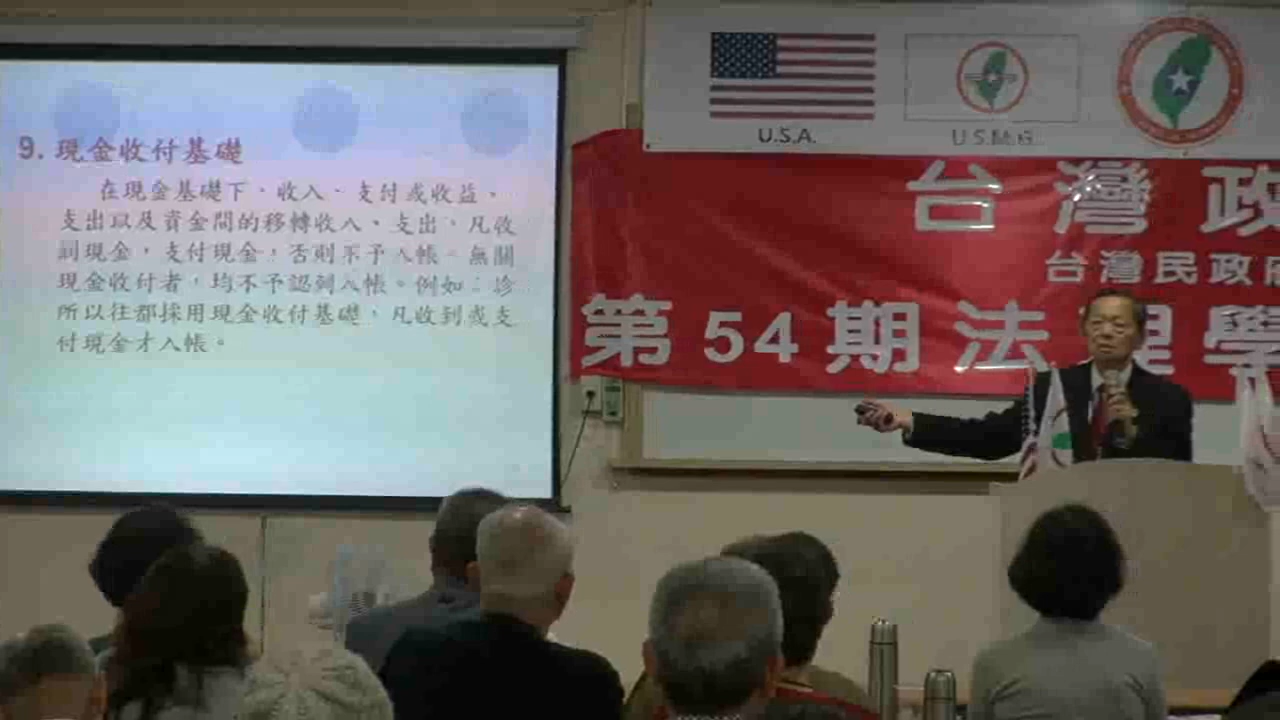 9. 現金收付基礎
在現金基礎下，收入、支付或收益、
支出以及資金間的移轉收入、支出，凡收
到現金，支付現金，否則不予入帳。無關
現金收付者，均不予認列入帳。例如：診
所以往都採用現金收付基礎，凡收到或支
付現金才入帳。
U.S.A.
台灣政
台灣民政府
第54期法理學